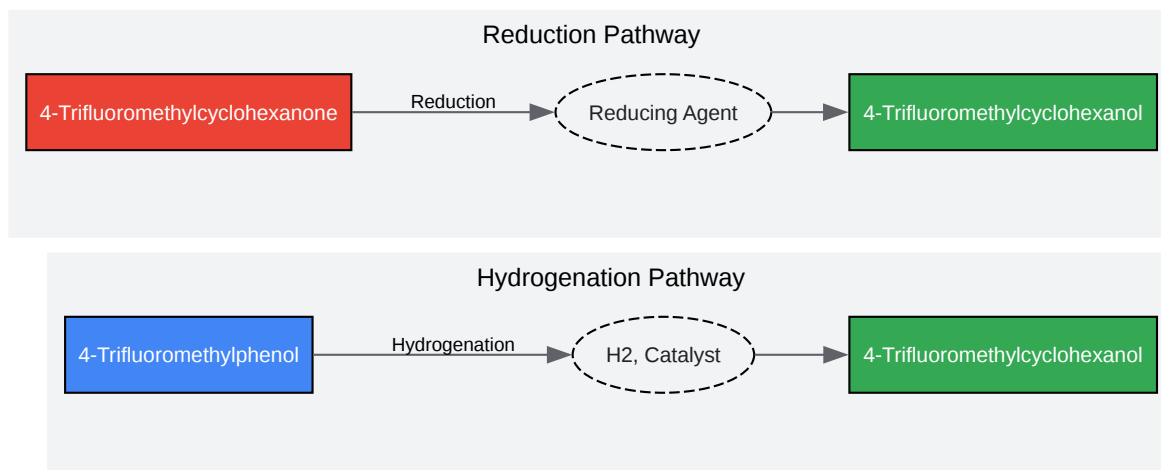 Reduction Pathway
4-Trifluoromethylcyclohexanone
Reduction
Reducing Agent
4-Trifluoromethylcyclohexanol
Hydrogenation Pathway
4-Trifluoromethylphenol
Hydrogenation
H2, Catalyst
4-Trifluoromethylcyclohexanol